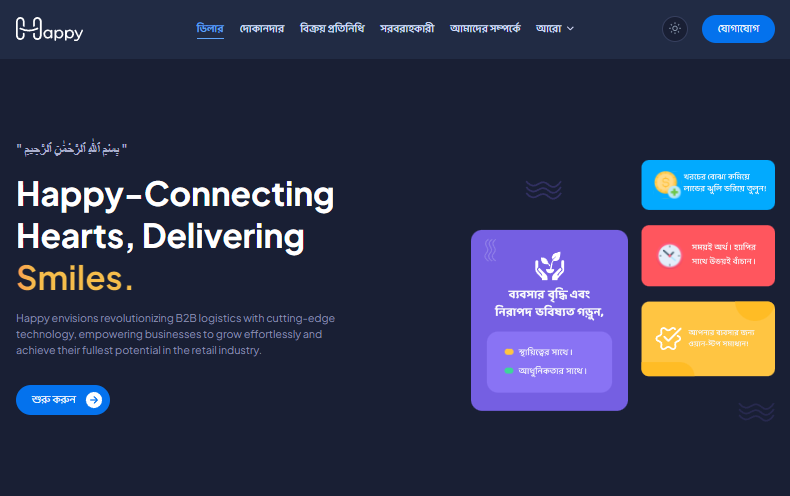 Happy
ডিলার দোকানদার বিক্রয় প্রতিনিধি সরবরাহকারী আমাদের সম্পর্কে আরো
যোগাযোগ
" بِسْمِ ٱللَّهِ ٱلرَّحْمَٰنِ ٱلرَّحِيمِ "
Happy-Connecting
Hearts, Delivering
Smiles.
Happy envisions revolutionizing B2B logistics with cutting-edge
technology, empowering businesses to grow effortlessly and
achieve their fullest potential in the retail industry.
শুরু করুন
ব্যবসার বৃদ্ধি এবং
নিরাপদ ভবিষ্যত গড়ুন,
স্থায়িত্বের সাথে।
আধুনিকতার সাথে।
খরচের বোঝা কমিয়ে
লাভের ঝুলি ভরিয়ে তুলুন!
সময়ই অর্থ। হ্যাপির
সাথে উভয়ই বাঁচান।
আপনার ব্যবসার জন্য
ওয়ান-স্টপ সমাধান!